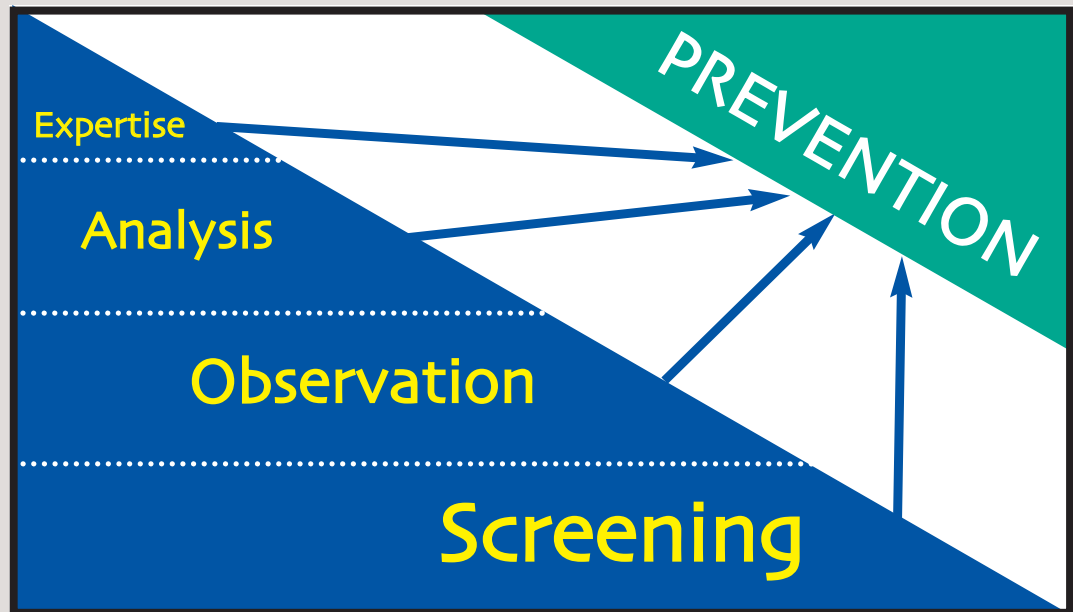 PREVENTION
Expertise
Analysis
Observation
Screening